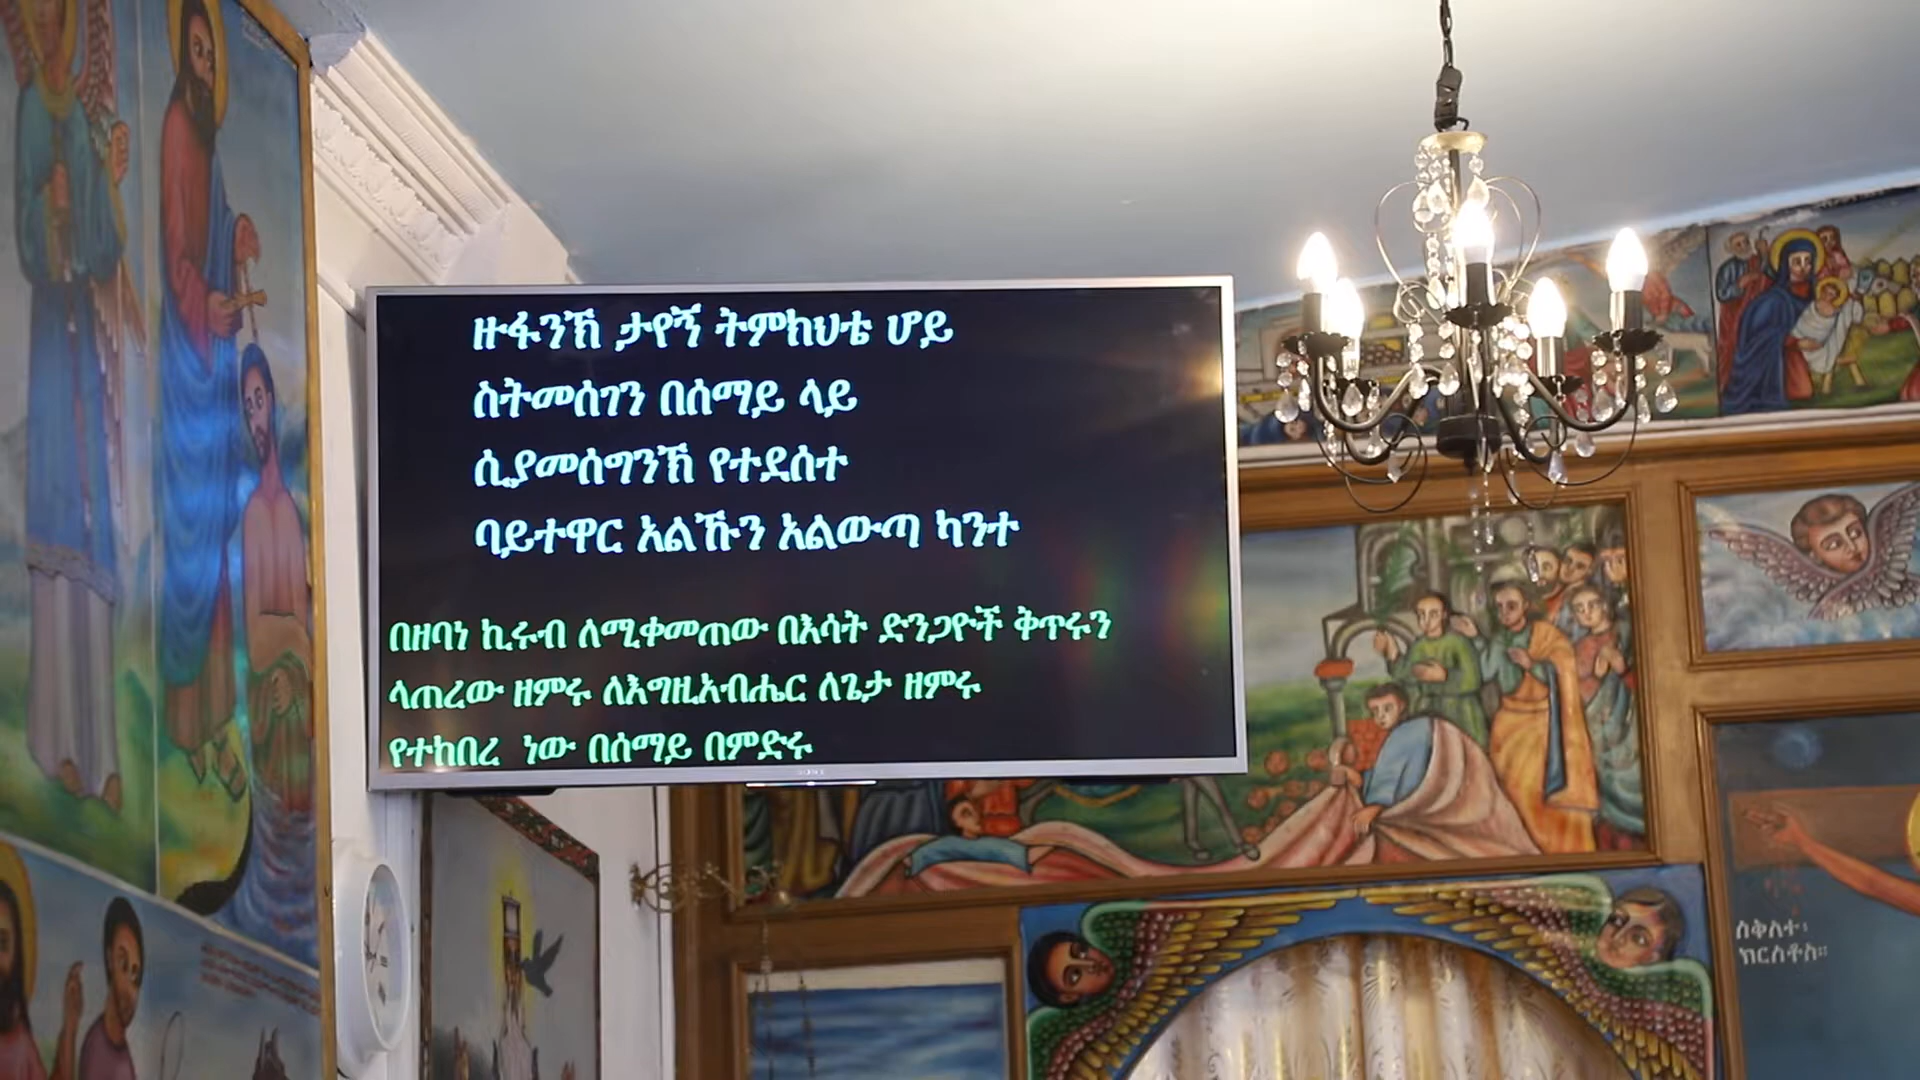 ዙፋንኽ ታየኝ ትምክህቴ ሆይ
ስትመሰገን በሰማይ ላይ
ሲያመሰግንኽ የተደሰተ
ባይተዋር አልኹን አልውጣ ካንተ
በዘባነ ኪሩብ ለሚቀመጠው በእሳት ድንጋዮች ቅጥሩን
ላጠረው ዘምሩ ለእግዚአብሔር ለጌታ ዘምሩ
የተከበረ ነው በሰማይ በምድሩ
SONY
ስቅለተ፡
ክርስቶስ።